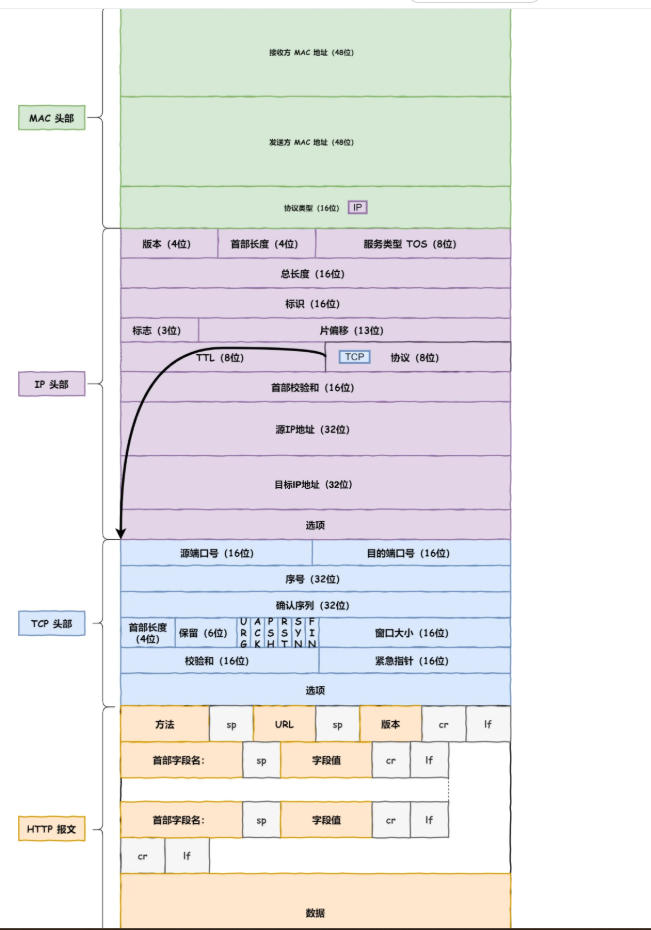 接收方 MAC 地址 (48位)
MAC 头部
发送方 MAC 地址 (48位)
协议类型 (16位) IP
版本 (4位) 首部长度 (4位) 服务类型 TOS (8位)
总长度 (16位)
标识 (16位)
标志 (3位) 片偏移 (13位)
TTL (8位) TCP 协议 (8位)
IP 头部
首部校验和 (16位)
源IP地址 (32位)
目标IP地址 (32位)
选项
源端口号 (16位) 目的端口号 (16位)
序号 (32位)
确认序列 (32位)
TCP 头部
首部长度 (4位) 保留 (6位) URG ACK PSH RST SYN FIN 窗口大小 (16位)
校验和 (16位) 紧急指针 (16位)
选项
方法 sp URL sp 版本 cr lf
首部字段名: sp 字段值 cr lf
HTTP 报文
首部字段名: sp 字段值 cr lf
cr lf
数据